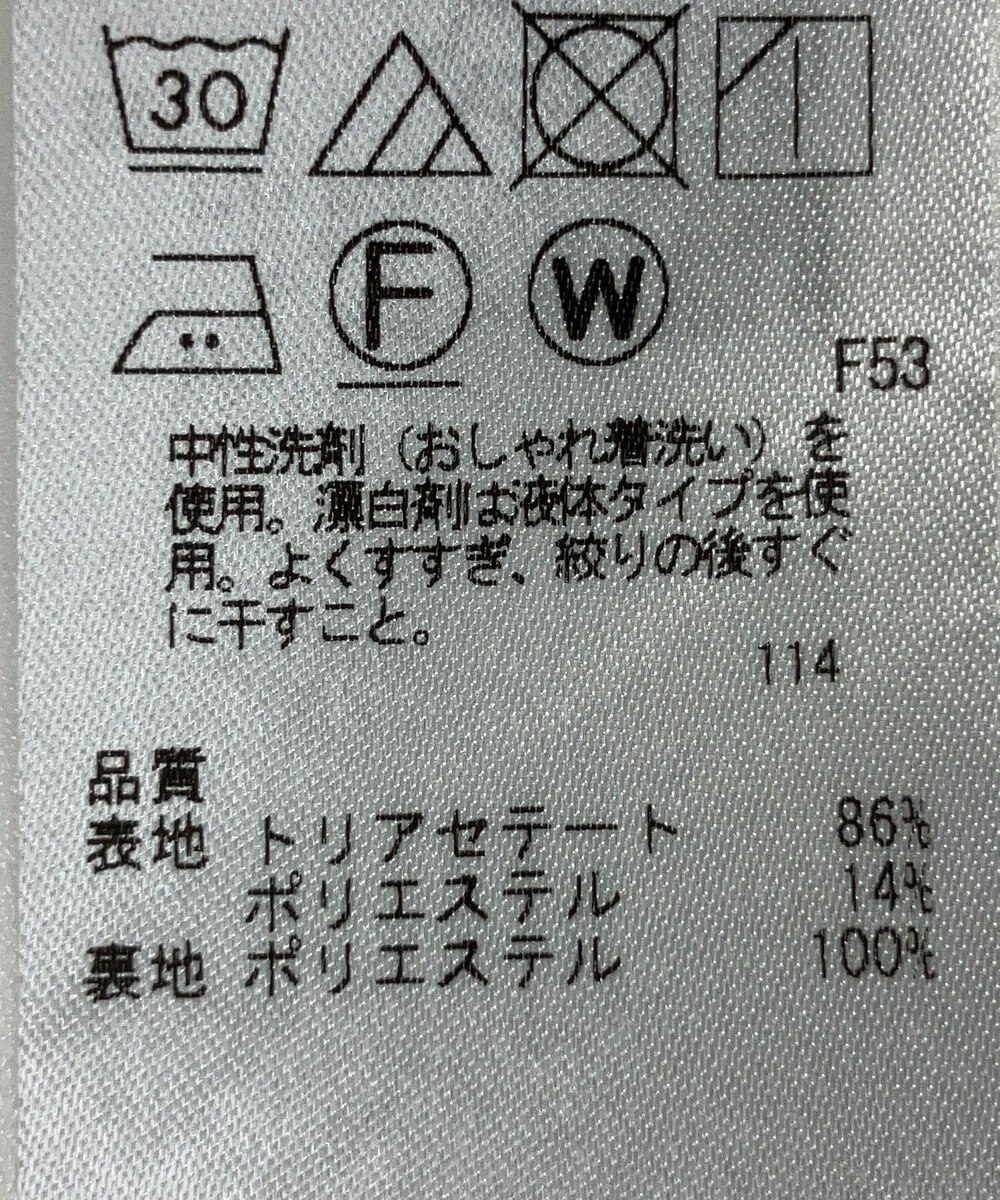 30
F W
F53
中性洗剤（おしゃれ着洗い）を
使用。漂白剤は液体タイプを使
用。よくすすぎ、絞りの後すぐ
に干すこと。
114
品質
表地 トリアセテート 86%
ポリエステル 14%
裏地 ポリエステル 100%